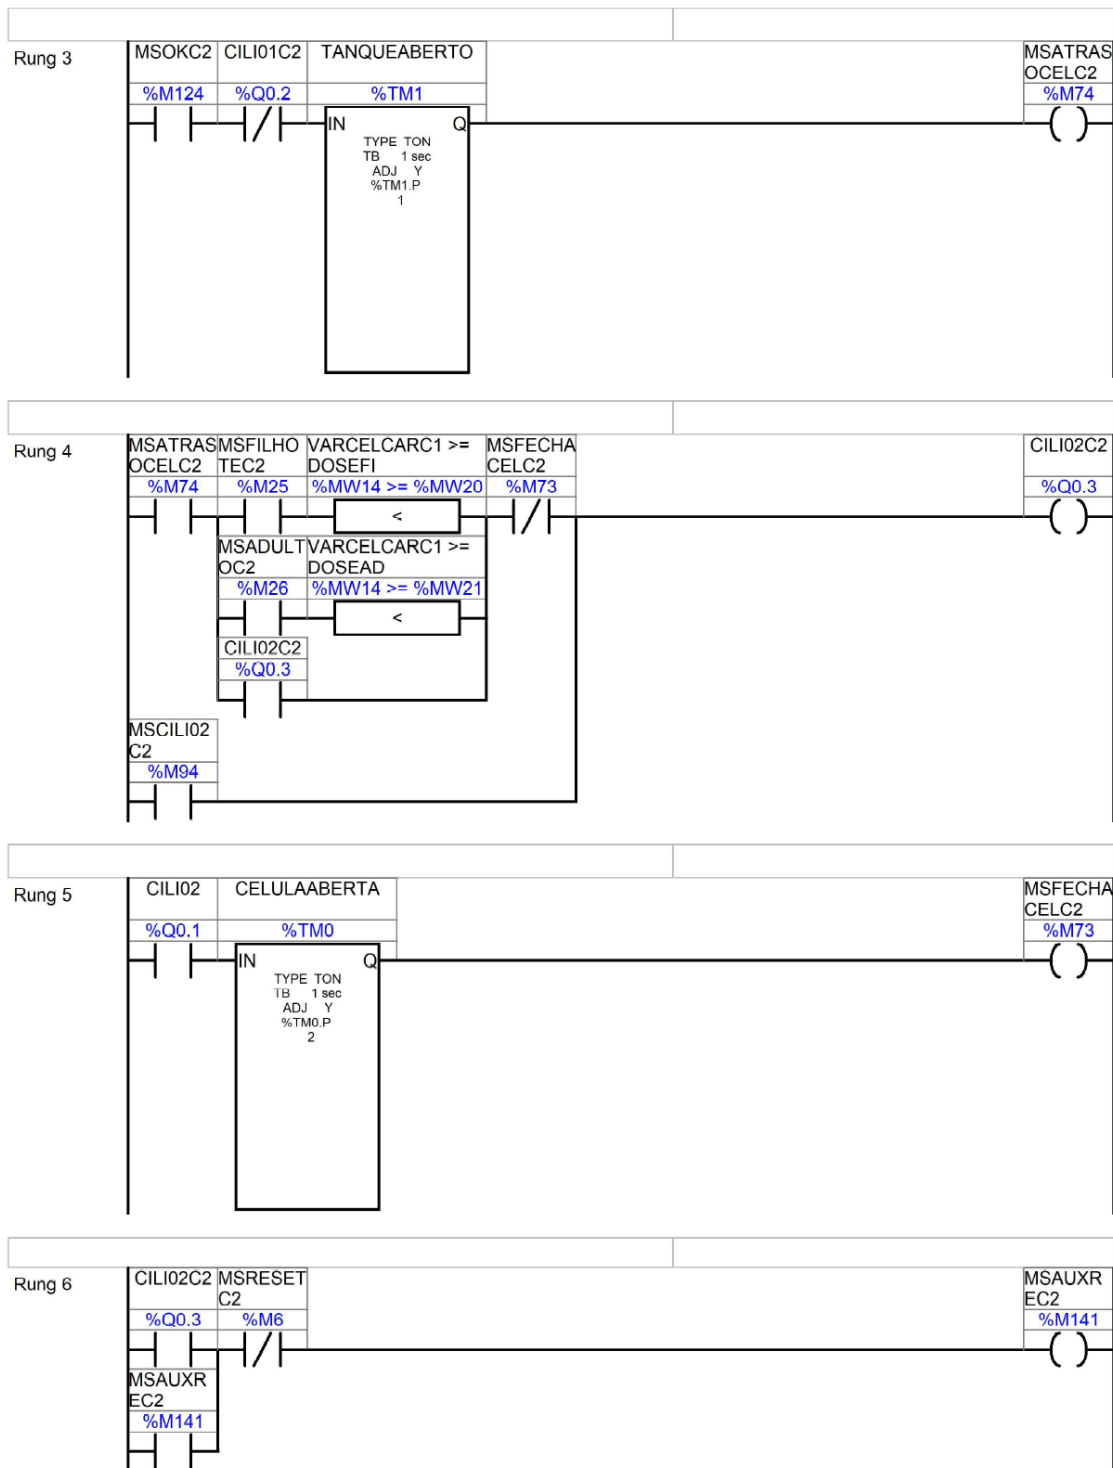 Rung 3
MSOKC2 CILI01C2 TANQUEABERTO MSATRAS
OCELC2
%M124 %Q0.2 %TM1 %M74
IN Q
TYPE TON
TB 1 sec
ADJ Y
%TM1.P
1
Rung 4
MSATRAS MSFILHO VARCELCARC1 >= MSFECHA CILI02C2
OCELC2 TEC2 DOSEFI CELC2
%M74 %M25 %MW14 >= %MW20 %M73 %Q0.3
<
MSADULT VARCELCARC1 >=
OC2 DOSEAD
%M26 %MW14 >= %MW21
<
CILI02C2
%Q0.3
MSCILI02
C2
%M94
Rung 5
CILI02 CELULAABERTA MSFECHA
CELC2
%Q0.1 %TM0 %M73
IN Q
TYPE TON
TB 1 sec
ADJ Y
%TM0.P
2
Rung 6
CILI02C2 MSRESET MSAUXR
C2 EC2
%Q0.3 %M6 %M141
MSAUXR
EC2
%M141